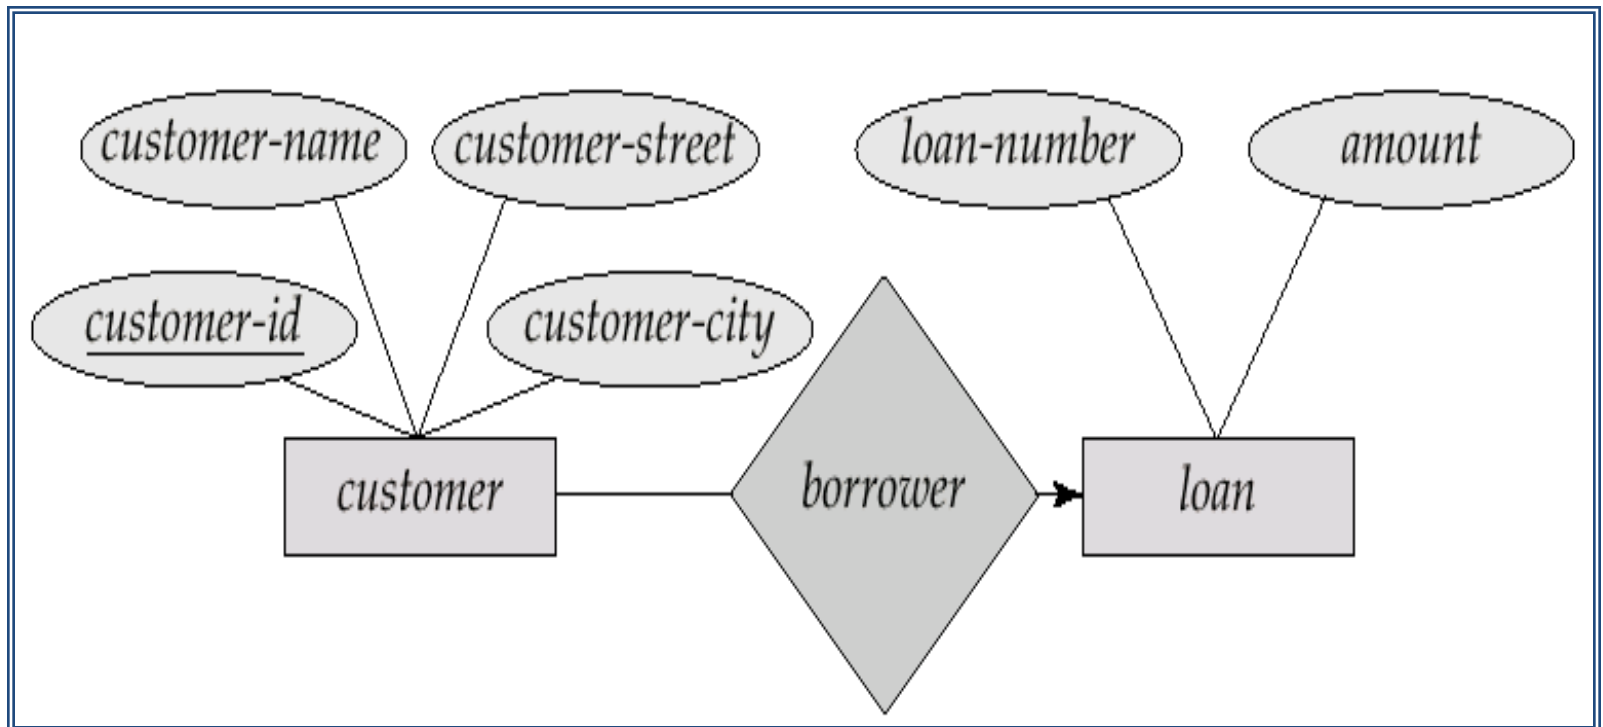 customer-name
customer-street
loan-number
amount
customer-id
customer-city
customer
borrower
loan